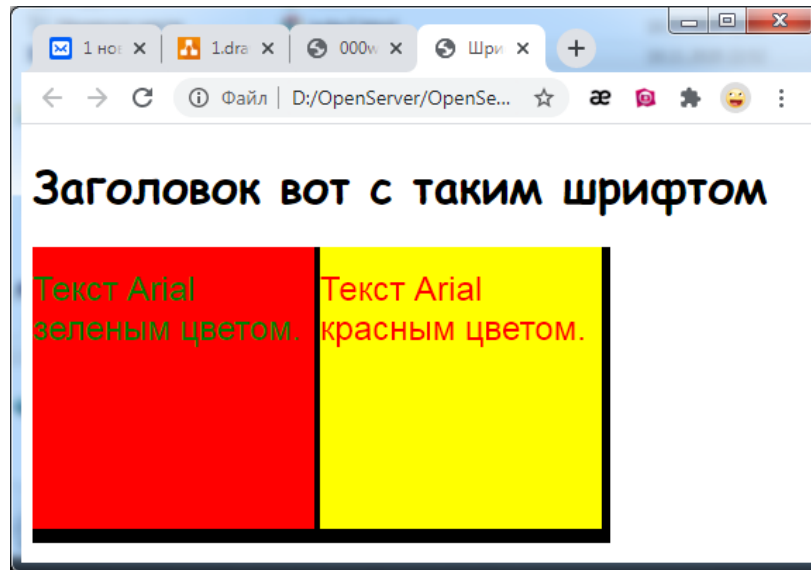 1 но
1.dra
000w
Шри
Файл
D:/OpenServer/OpenSe...
æ
Заголовок вот с таким шрифтом
Текст Arial
зеленым цветом.
Текст Arial
красным цветом.